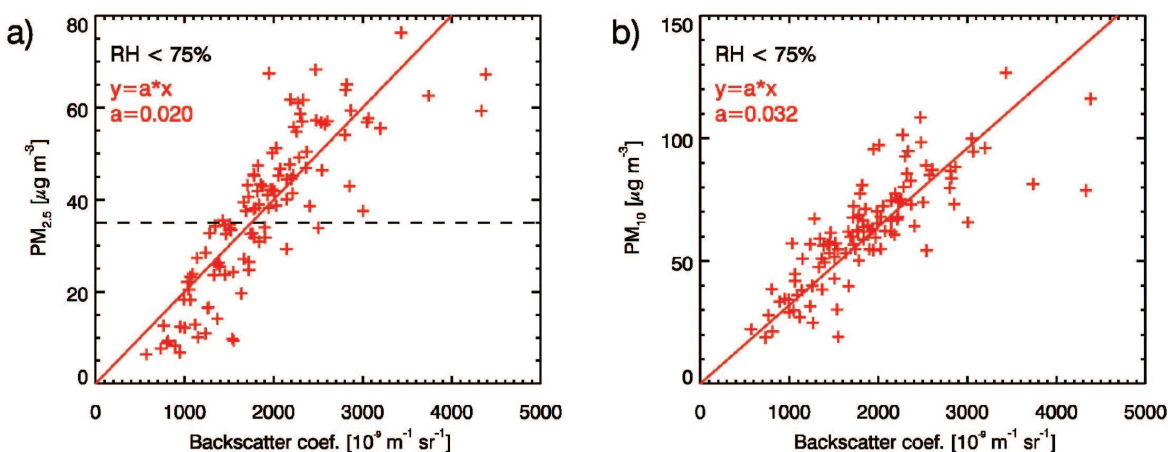 a)
RH < 75%
y=a*x
a=0.020
PM2.5 [μg m-3]
80
60
40
20
0
0 1000 2000 3000 4000 5000
Backscatter coef. [10-9 m-1 sr-1]
b)
RH < 75%
y=a*x
a=0.032
PM10 [μg m-3]
150
100
50
0
0 1000 2000 3000 4000 5000
Backscatter coef. [10-9 m-1 sr-1]